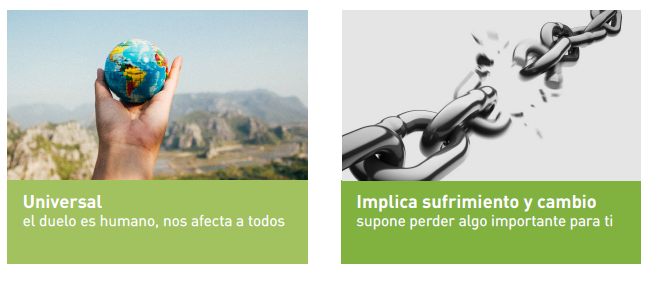 Universal
el duelo es humano, nos afecta a todos
Implica sufrimiento y cambio
supone perder algo importante para ti